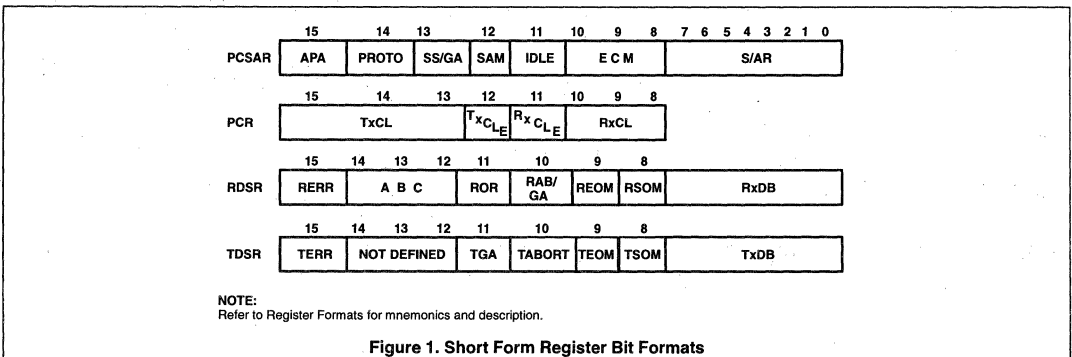 15 14 13 12 11 10 9 8 7 6 5 4 3 2 1 0
PCSAR APA PROTO SS/GA SAM IDLE E C M S/AR
15 14 13 12 11 10 9 8
PCR TxCL TxCLE RxCLE RxCL
15 14 13 12 11 10 9 8
RDSR RERR A B C ROR RAB/GA REOM RSOM RxDB
15 14 13 12 11 10 9 8
TDSR TERR NOT DEFINED TGA TABORT TEOM TSOM TxDB
NOTE:
Refer to Register Formats for mnemonics and description.
Figure 1. Short Form Register Bit Formats